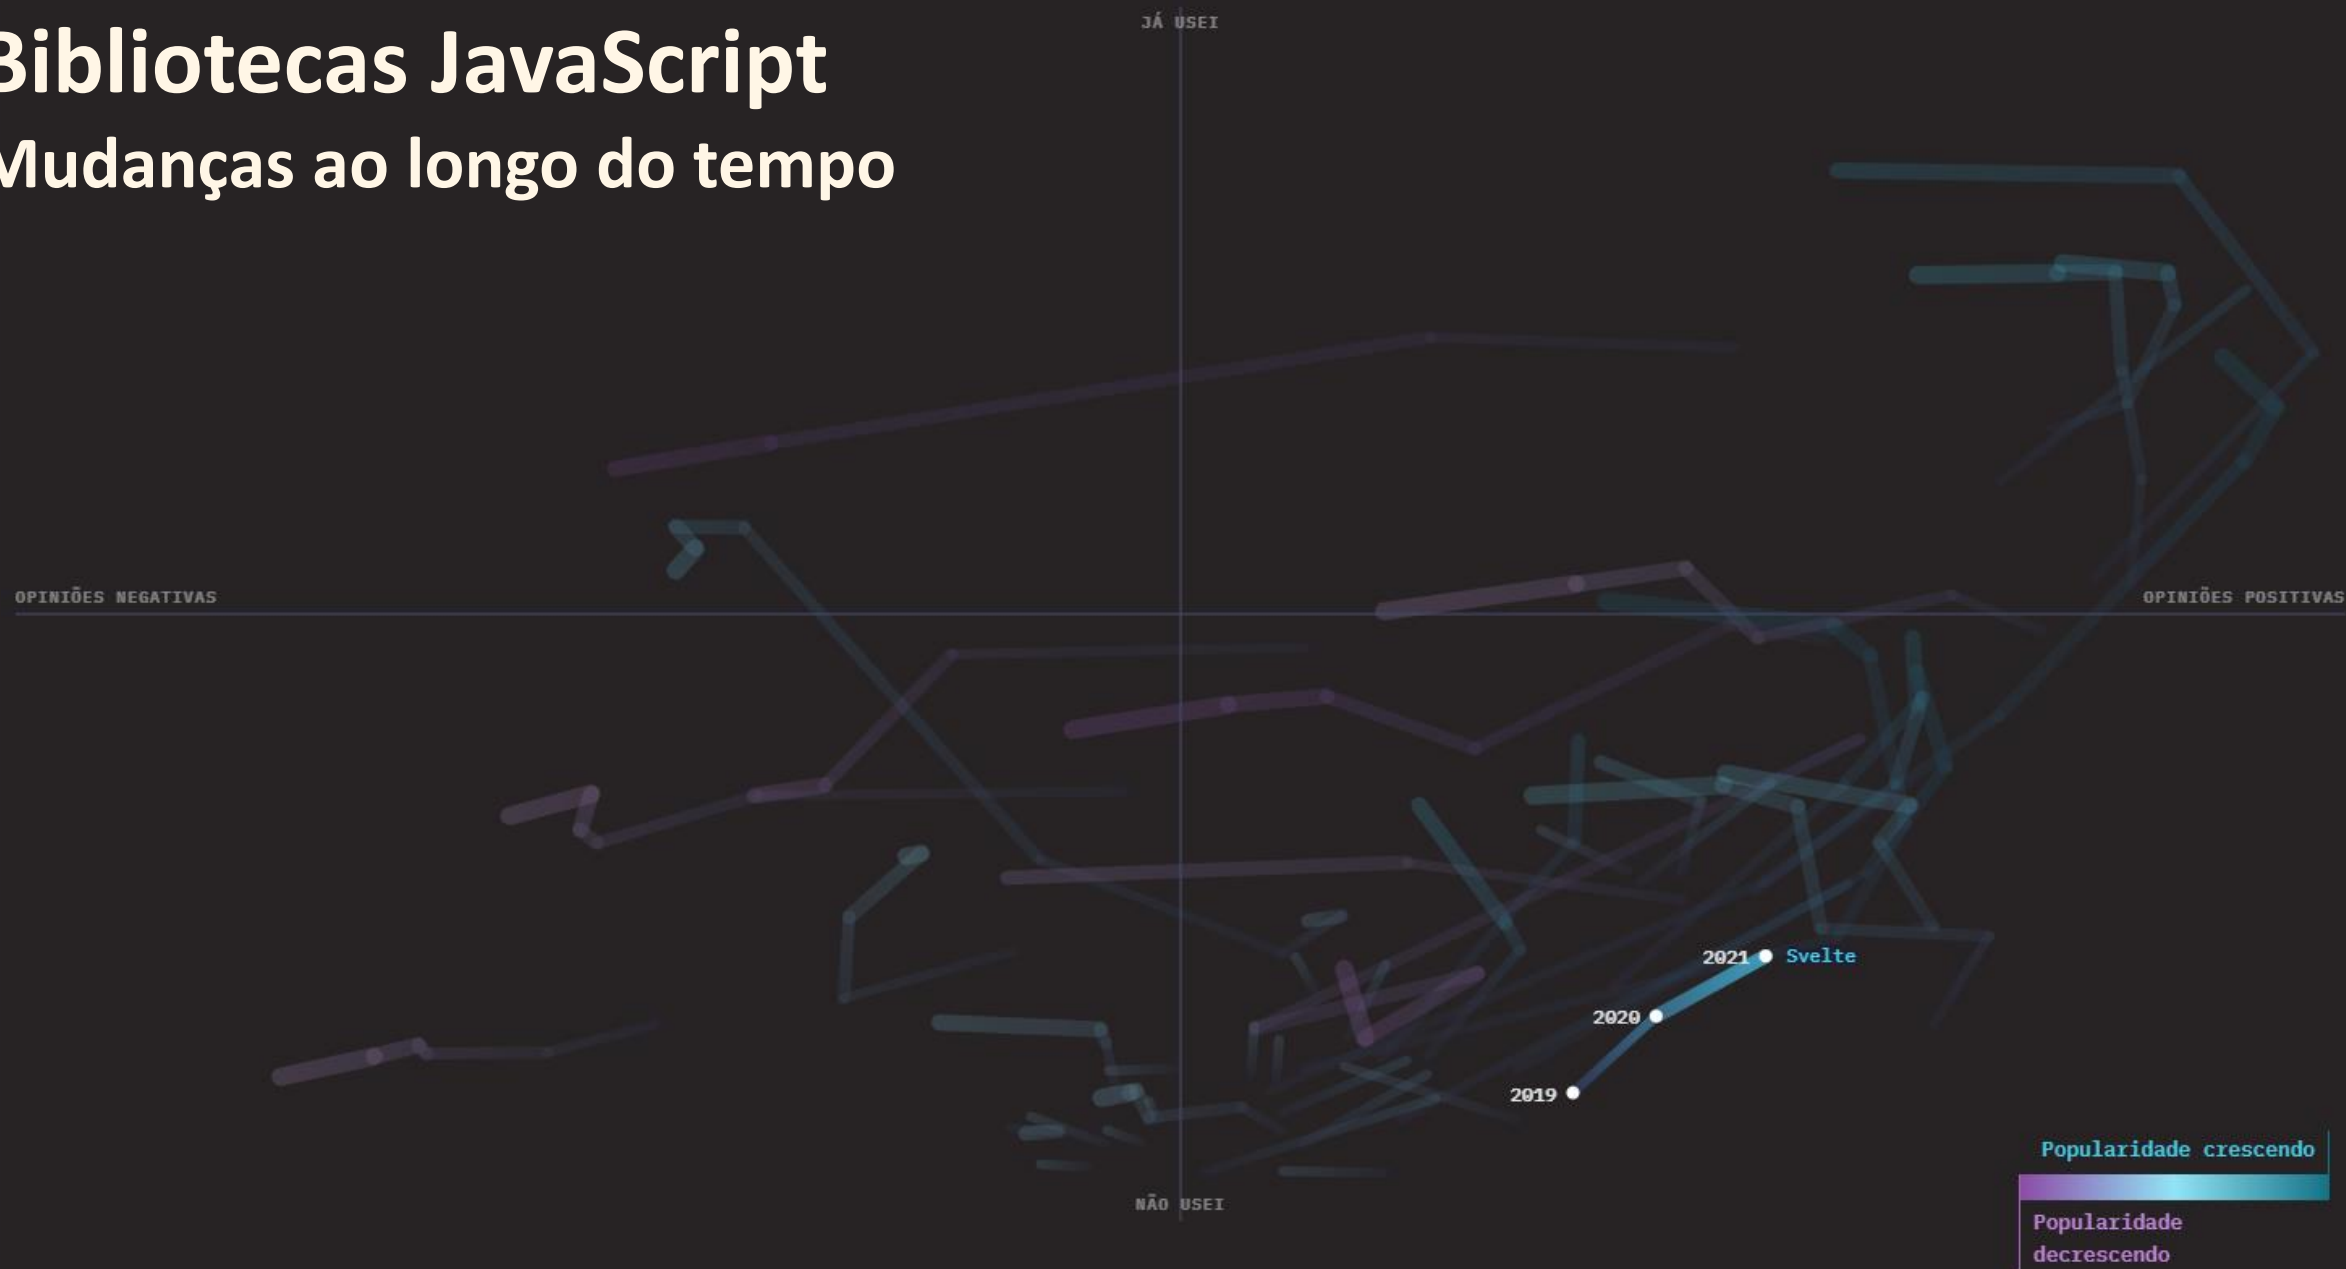 Bibliotecas JavaScript
Mudanças ao longo do tempo
JÁ USEI
OPINIÕES NEGATIVAS
OPINIÕES POSITIVAS
2021 Svelte
2020
2019
Popularidade crescendo
NÃO USEI
Popularidade
decrescendo